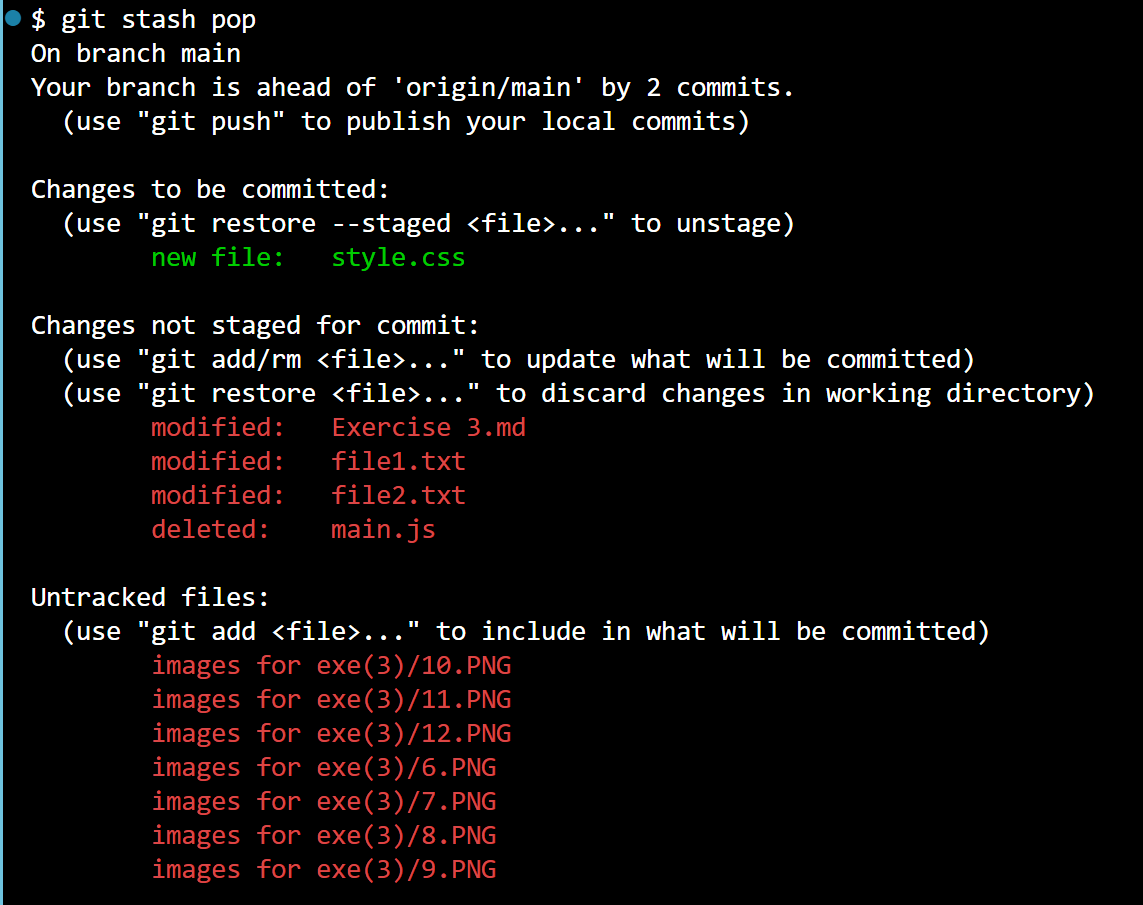 $ git stash pop
On branch main
Your branch is ahead of 'origin/main' by 2 commits.
  (use "git push" to publish your local commits)

Changes to be committed:
  (use "git restore --staged <file>..." to unstage)
        new file:   style.css

Changes not staged for commit:
  (use "git add/rm <file>..." to update what will be committed)
  (use "git restore <file>..." to discard changes in working directory)
        modified:   Exercise 3.md
        modified:   file1.txt
        modified:   file2.txt
        deleted:    main.js

Untracked files:
  (use "git add <file>..." to include in what will be committed)
        images for exe(3)/10.PNG
        images for exe(3)/11.PNG
        images for exe(3)/12.PNG
        images for exe(3)/6.PNG
        images for exe(3)/7.PNG
        images for exe(3)/8.PNG
        images for exe(3)/9.PNG